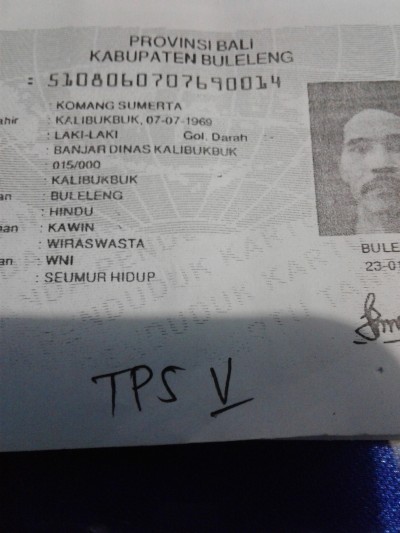 PROVINSI BALI
KABUPATEN BULELENG
: 5108060707690014
: KOMANG SUMERTA
ahir : KALIBUKBUK, 07-07-1969
: LAKI-LAKI Gol. Darah -
: BANJAR DINAS KALIBUKBUK
: 015/000
: KALIBUKBUK
an : BULELENG
: HINDU
nan : KAWIN
: WIRASWASTA
an : WNI
: SEUMUR HIDUP
BULE
23-0
TPS V